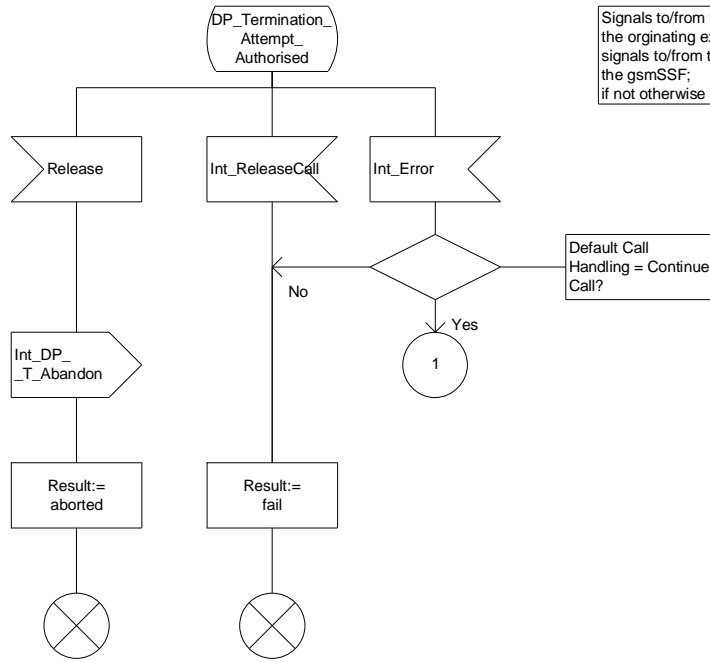 DP_Termination_
Attempt_
Authorised
Signals to/from
the orginating
signals to/from
the gsmSSF;
if not otherwise
Release
Int_ReleaseCall
Int_Error
Default Call
Handling = Continue
Call?
No
Yes
1
Int_DP_
_T_Abandon
Result:=
aborted
Result:=
fail